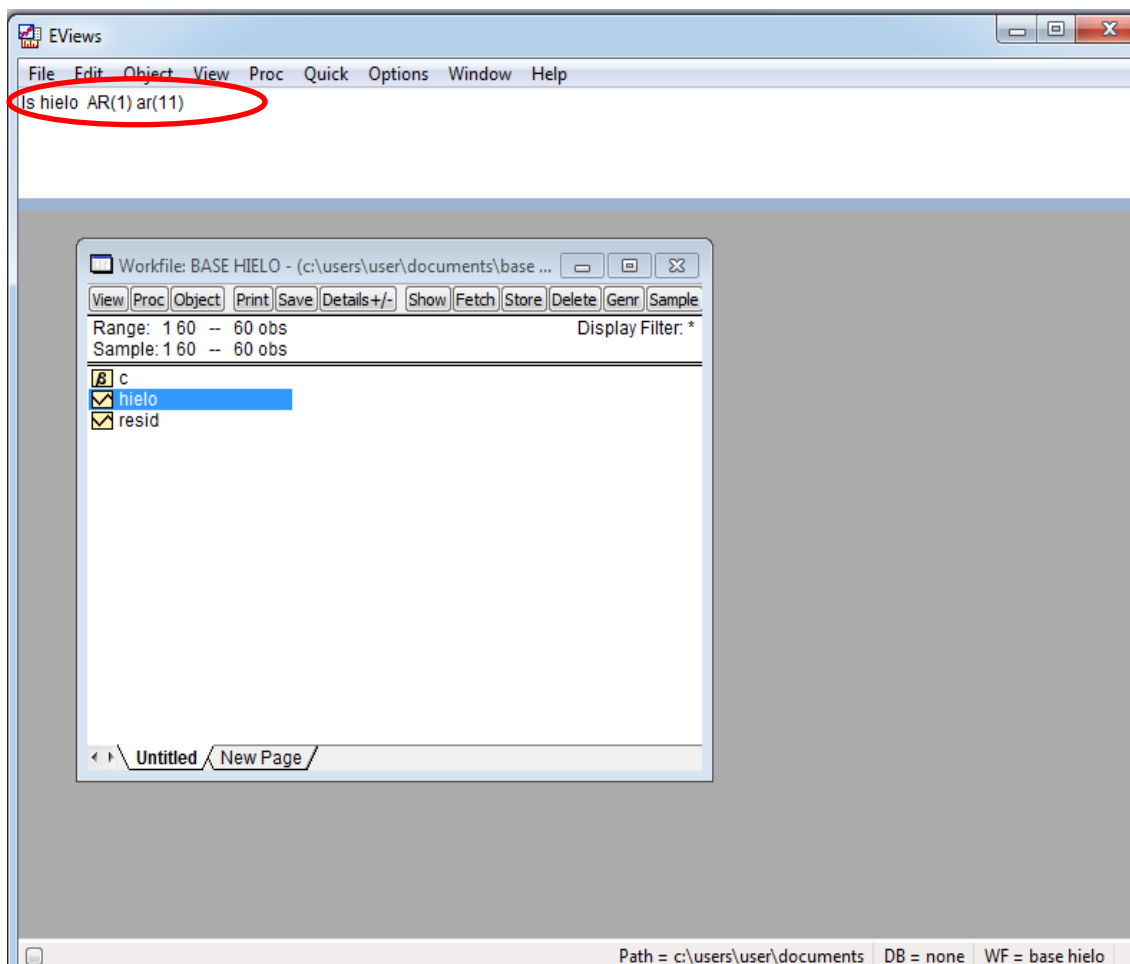 EViews
File Edit Object View Proc Quick Options Window Help
ls hielo AR(1) ar(11)
Workfile: BASE HIELO - (c:\users\user\documents\base ...
View Proc Object Print Save Details+/- Show Fetch Store Delete Genr Sample
Range: 1 60 -- 60 obs Display Filter: *
Sample: 1 60 -- 60 obs
β c
hielo
resid
Untitled New Page
Path = c:\users\user\documents DB = none WF = base hielo